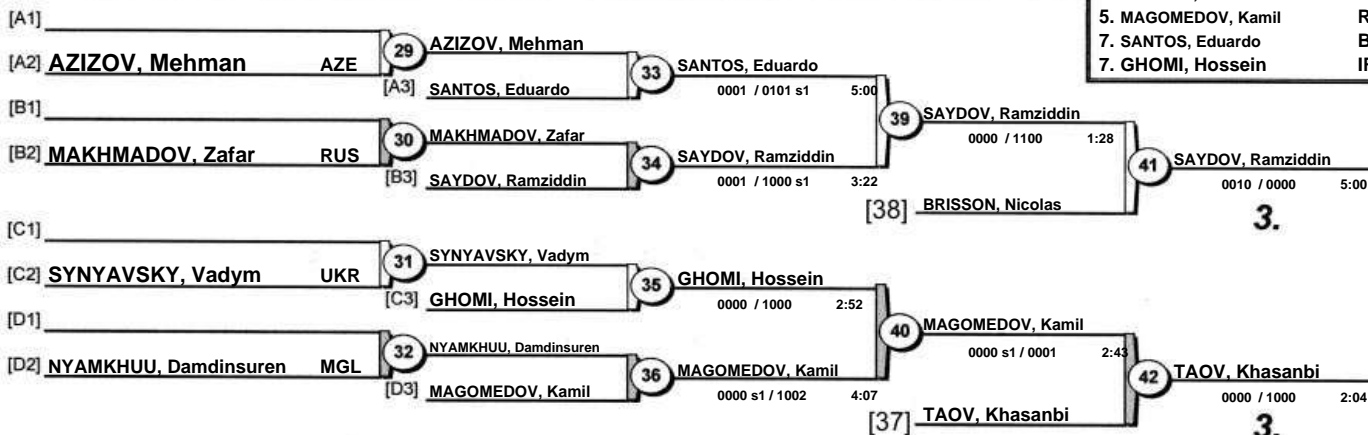 5. MAGOMEDOV, Kamil R
7. SANTOS, Eduardo B
7. GHOMI, Hossein
[A1]
[A2] AZIZOV, Mehman AZE
29
AZIZOV, Mehman
[A3] SANTOS, Eduardo
33
SANTOS, Eduardo
0001 / 0101 s1 5:00
[B1]
[B2] MAKHMADOV, Zafar RUS
30
MAKHMADOV, Zafar
[B3] SAYDOV, Ramziddin
34
SAYDOV, Ramziddin
0001 / 1000 s1 3:22
39
SAYDOV, Ramziddin
0000 / 1100 1:28
[38] BRISSON, Nicolas
41
SAYDOV, Ramziddin
0010 / 0000 5:00
3.
[C1]
[C2] SYNYAVSKY, Vadym UKR
31
SYNYAVSKY, Vadym
[C3] GHOMI, Hossein
35
GHOMI, Hossein
0000 / 1000 2:52
[D1]
[D2] NYAMKHUU, Damdinsuren MGL
32
NYAMKHUU, Damdinsuren
[D3] MAGOMEDOV, Kamil
36
MAGOMEDOV, Kamil
0000 s1 / 1002 4:07
40
MAGOMEDOV, Kamil
0000 s1 / 0001 2:43
[37] TAOV, Khasanbi
42
TAOV, Khasanbi
0000 / 1000 2:04
3.